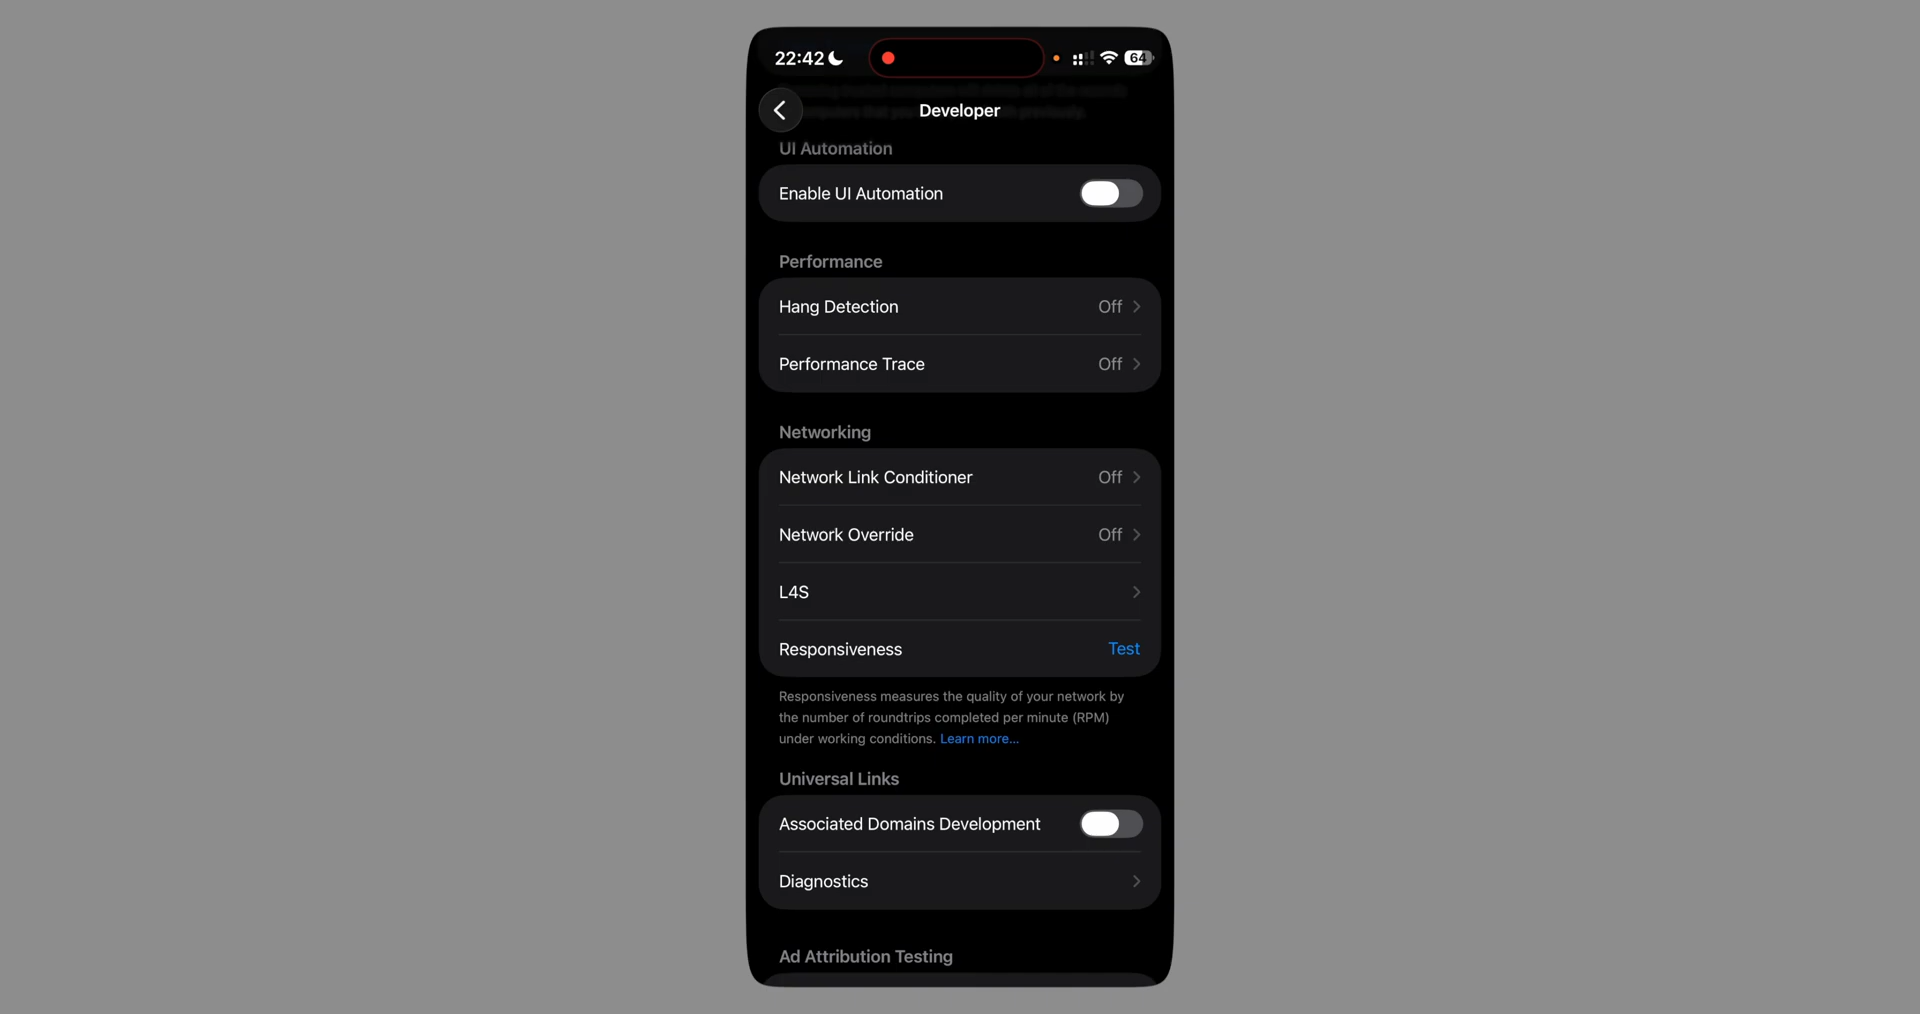 22:42
64
Developer
UI Automation
Enable UI Automation
Performance
Hang Detection Off
Performance Trace Off
Networking
Network Link Conditioner Off
Network Override Off
L4S
Responsiveness Test
Responsiveness measures the quality of your network by
the number of roundtrips completed per minute (RPM)
under working conditions. Learn more...
Universal Links
Associated Domains Development
Diagnostics
Ad Attribution Testing